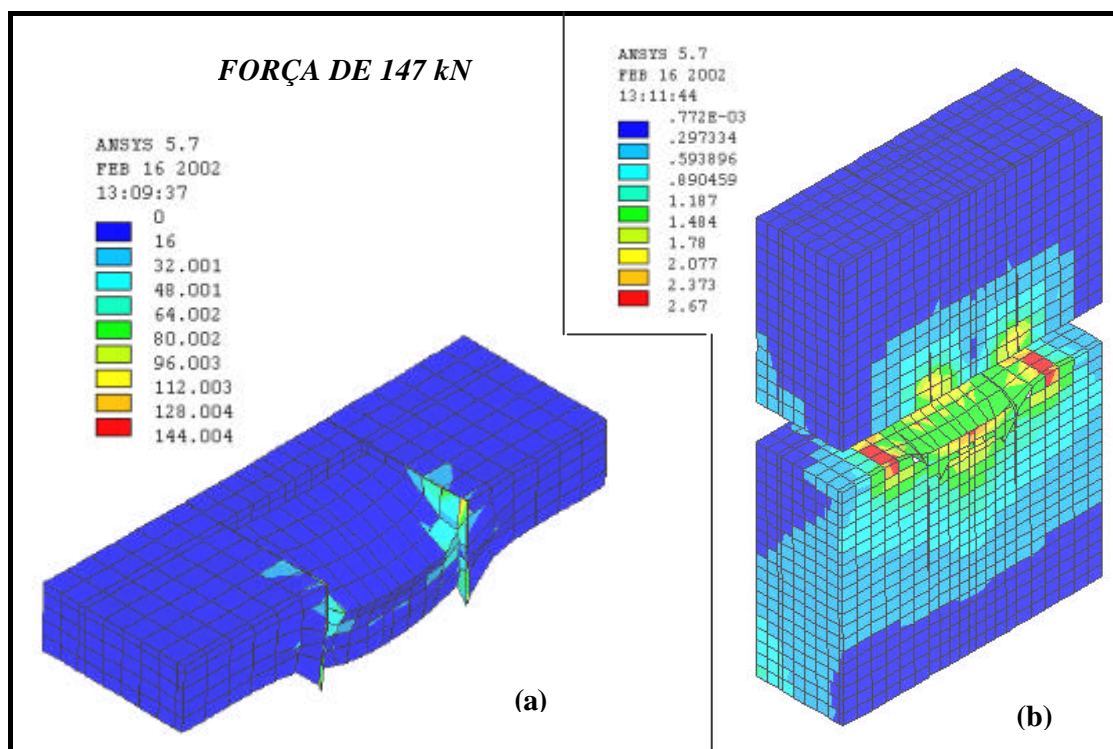 FORÇA DE 147 kN
ANSYS 5.7
FEB 16 2002
13:09:37
0
16
32.001
48.001
64.002
80.002
96.003
112.003
128.004
144.004
(a)
ANSYS 5.7
FEB 16 2002
13:11:44
.772E-03
.297334
.593896
.890459
1.187
1.484
1.78
2.077
2.373
2.67
(b)